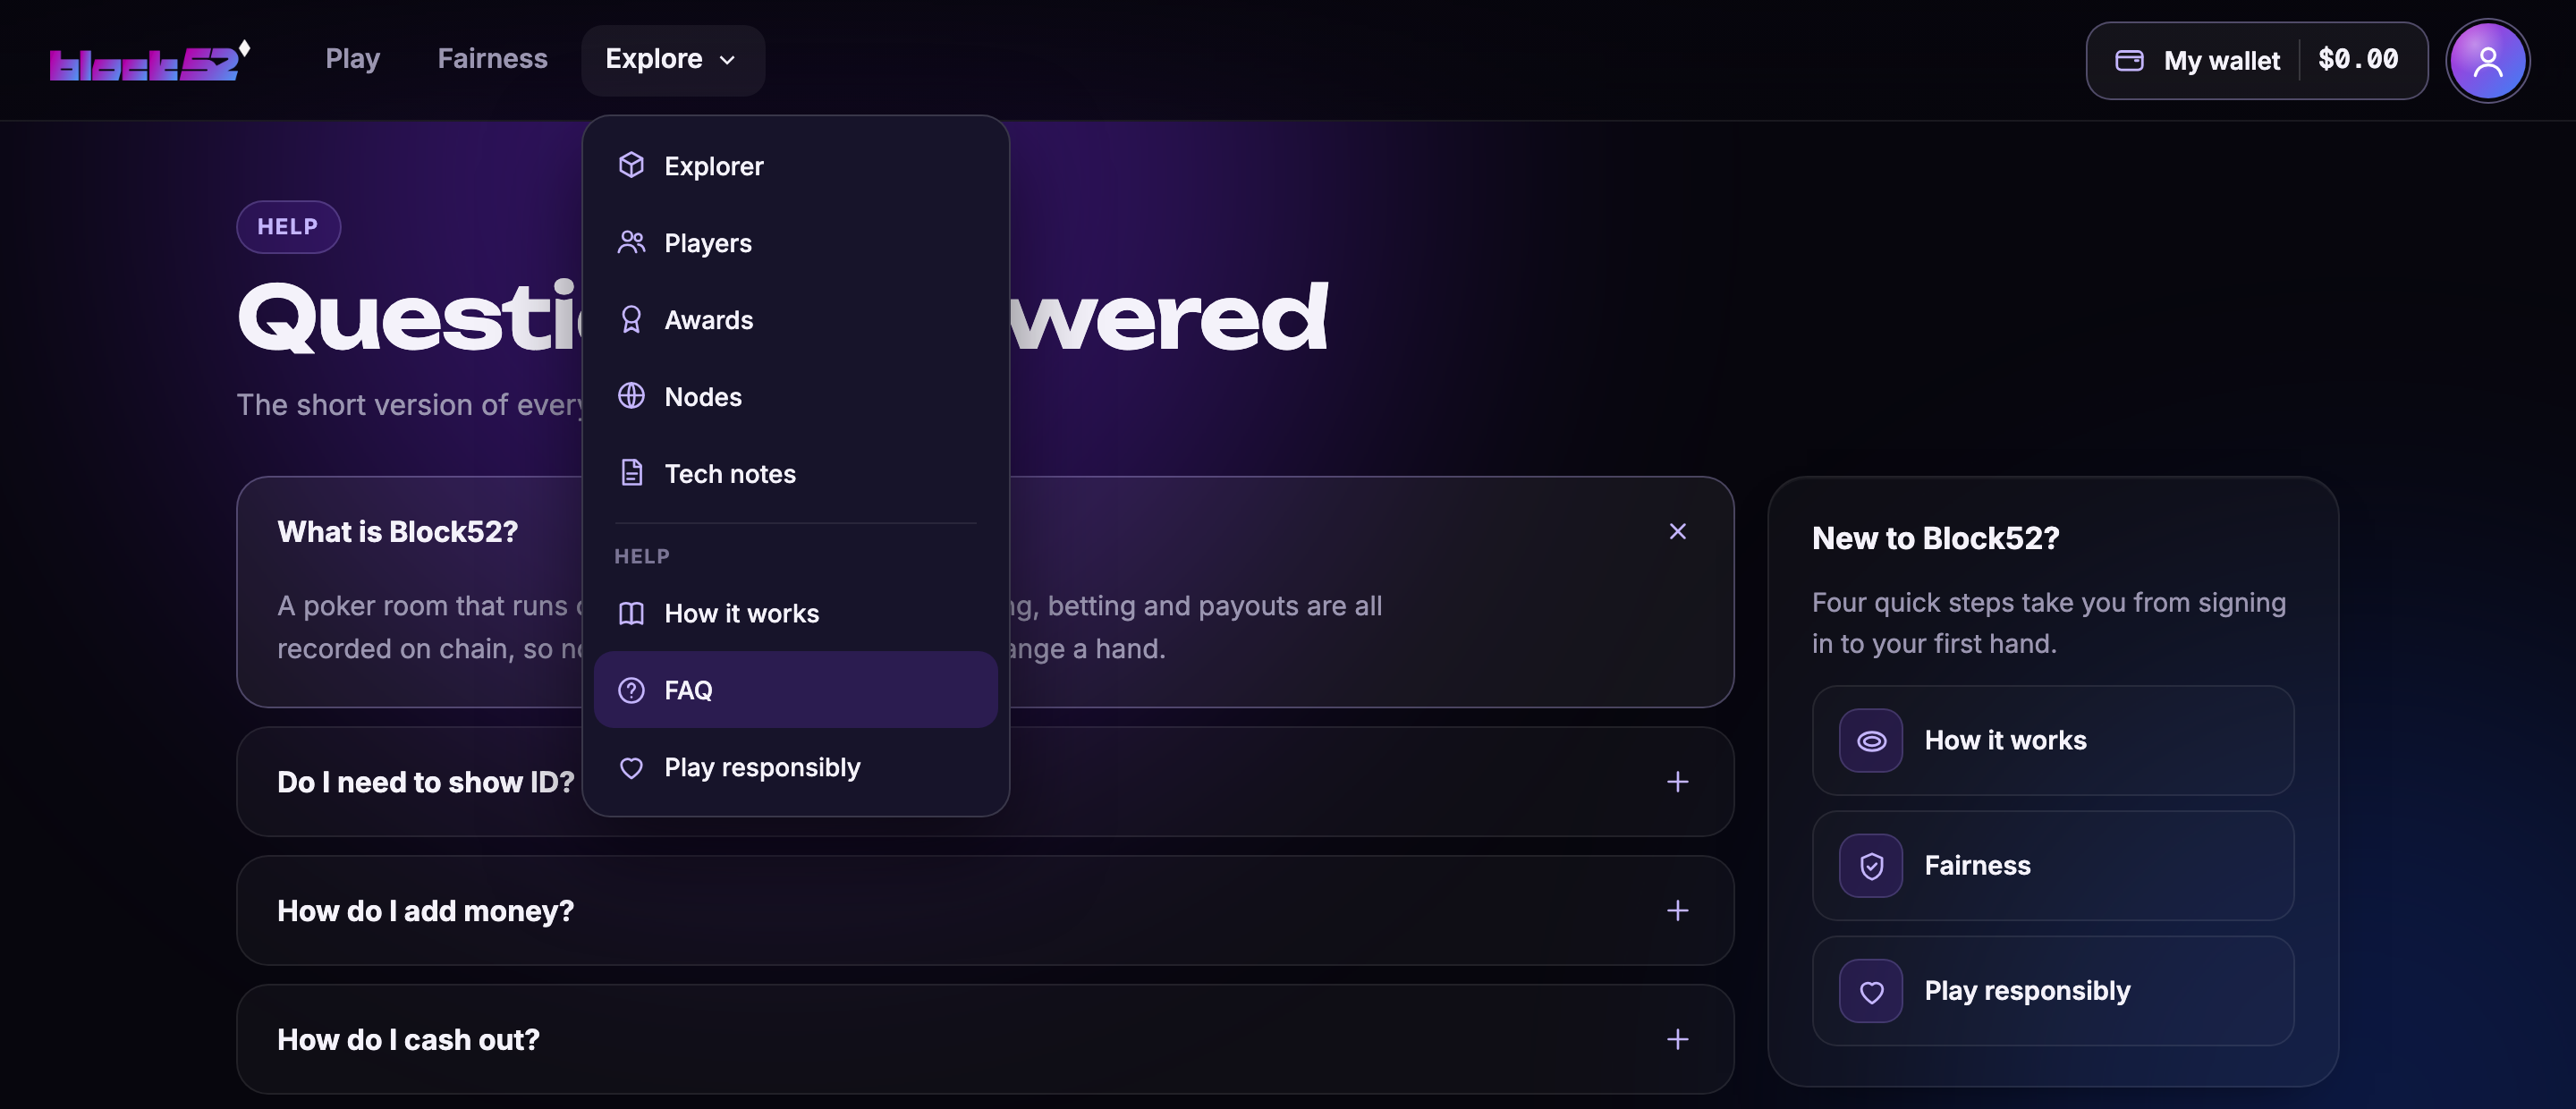 block52
Play
Fairness
Explore
My wallet
$0.00
Explorer
Players
Awards
Nodes
Tech notes
HELP
How it works
FAQ
Play responsibly
HELP
wered
The short version of
What is Block52?
A poker room that runs
betting and payouts are all
recorded on chain, so
a hand.
Do I need to show ID?
How do I add money?
How do I cash out?
New to Block52?
Four quick steps take you from signing
in to your first hand.
How it works
Fairness
Play responsibly